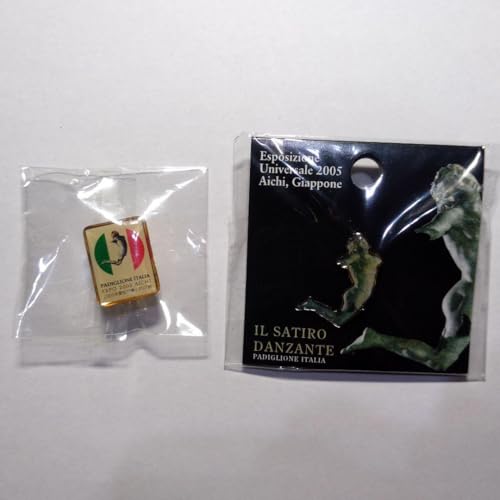 PADIGLIONE ITALIA
EXPO 2005 AICHI
Esposizione
Universale 2005
Aichi, Giappone
IL SATIRO
DANZANTE
PADIGLIONE ITALIA